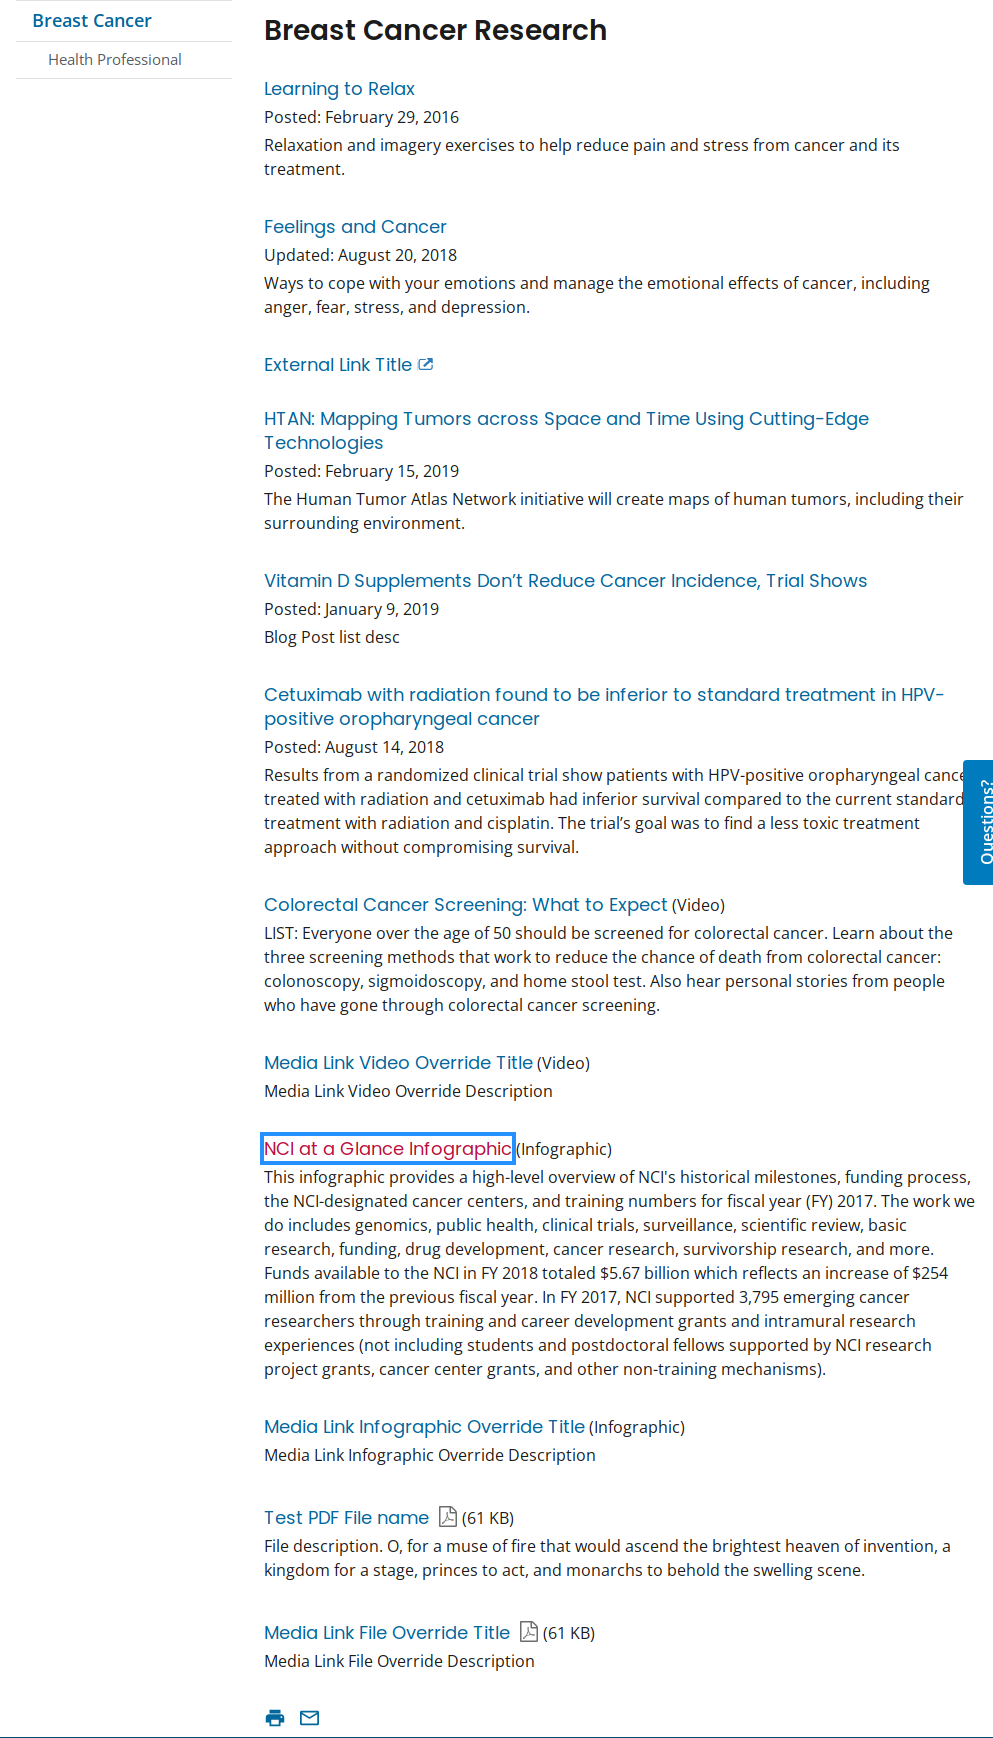 Breast Cancer
Health Professional
Breast Cancer Research
Learning to Relax
Posted: February 29, 2016
Relaxation and imagery exercises to help reduce pain and stress from cancer and its
treatment.
Feelings and Cancer
Updated: August 20, 2018
Ways to cope with your emotions and manage the emotional effects of cancer, including
anger, fear, stress, and depression.
External Link Title
HTAN: Mapping Tumors across Space and Time Using Cutting-Edge
Technologies
Posted: February 15, 2019
The Human Tumor Atlas Network initiative will create maps of human tumors, including their
surrounding environment.
Vitamin D Supplements Don’t Reduce Cancer Incidence, Trial Shows
Posted: January 9, 2019
Blog Post list desc
Cetuximab with radiation found to be inferior to standard treatment in HPV-
positive oropharyngeal cancer
Posted: August 14, 2018
Results from a randomized clinical trial show patients with HPV-positive oropharyngeal cance
treated with radiation and cetuximab had inferior survival compared to the current standard
treatment with radiation and cisplatin. The trial’s goal was to find a less toxic treatment
approach without compromising survival.
Questions?
Colorectal Cancer Screening: What to Expect (Video)
LIST: Everyone over the age of 50 should be screened for colorectal cancer. Learn about the
three screening methods that work to reduce the chance of death from colorectal cancer:
colonoscopy, sigmoidoscopy, and home stool test. Also hear personal stories from people
who have gone through colorectal cancer screening.
Media Link Video Override Title (Video)
Media Link Video Override Description
NCI at a Glance Infographic (Infographic)
This infographic provides a high-level overview of NCI's historical milestones, funding process,
the NCI-designated cancer centers, and training numbers for fiscal year (FY) 2017. The work we
do includes genomics, public health, clinical trials, surveillance, scientific review, basic
research, funding, drug development, cancer research, survivorship research, and more.
Funds available to the NCI in FY 2018 totaled $5.67 billion which reflects an increase of $254
million from the previous fiscal year. In FY 2017, NCI supported 3,795 emerging cancer
researchers through training and career development grants and intramural research
experiences (not including students and postdoctoral fellows supported by NCI research
project grants, cancer center grants, and other non-training mechanisms).
Media Link Infographic Override Title (Infographic)
Media Link Infographic Override Description
Test PDF File name (61 KB)
File description. O, for a muse of fire that would ascend the brightest heaven of invention, a
kingdom for a stage, princes to act, and monarchs to behold the swelling scene.
Media Link File Override Title (61 KB)
Media Link File Override Description